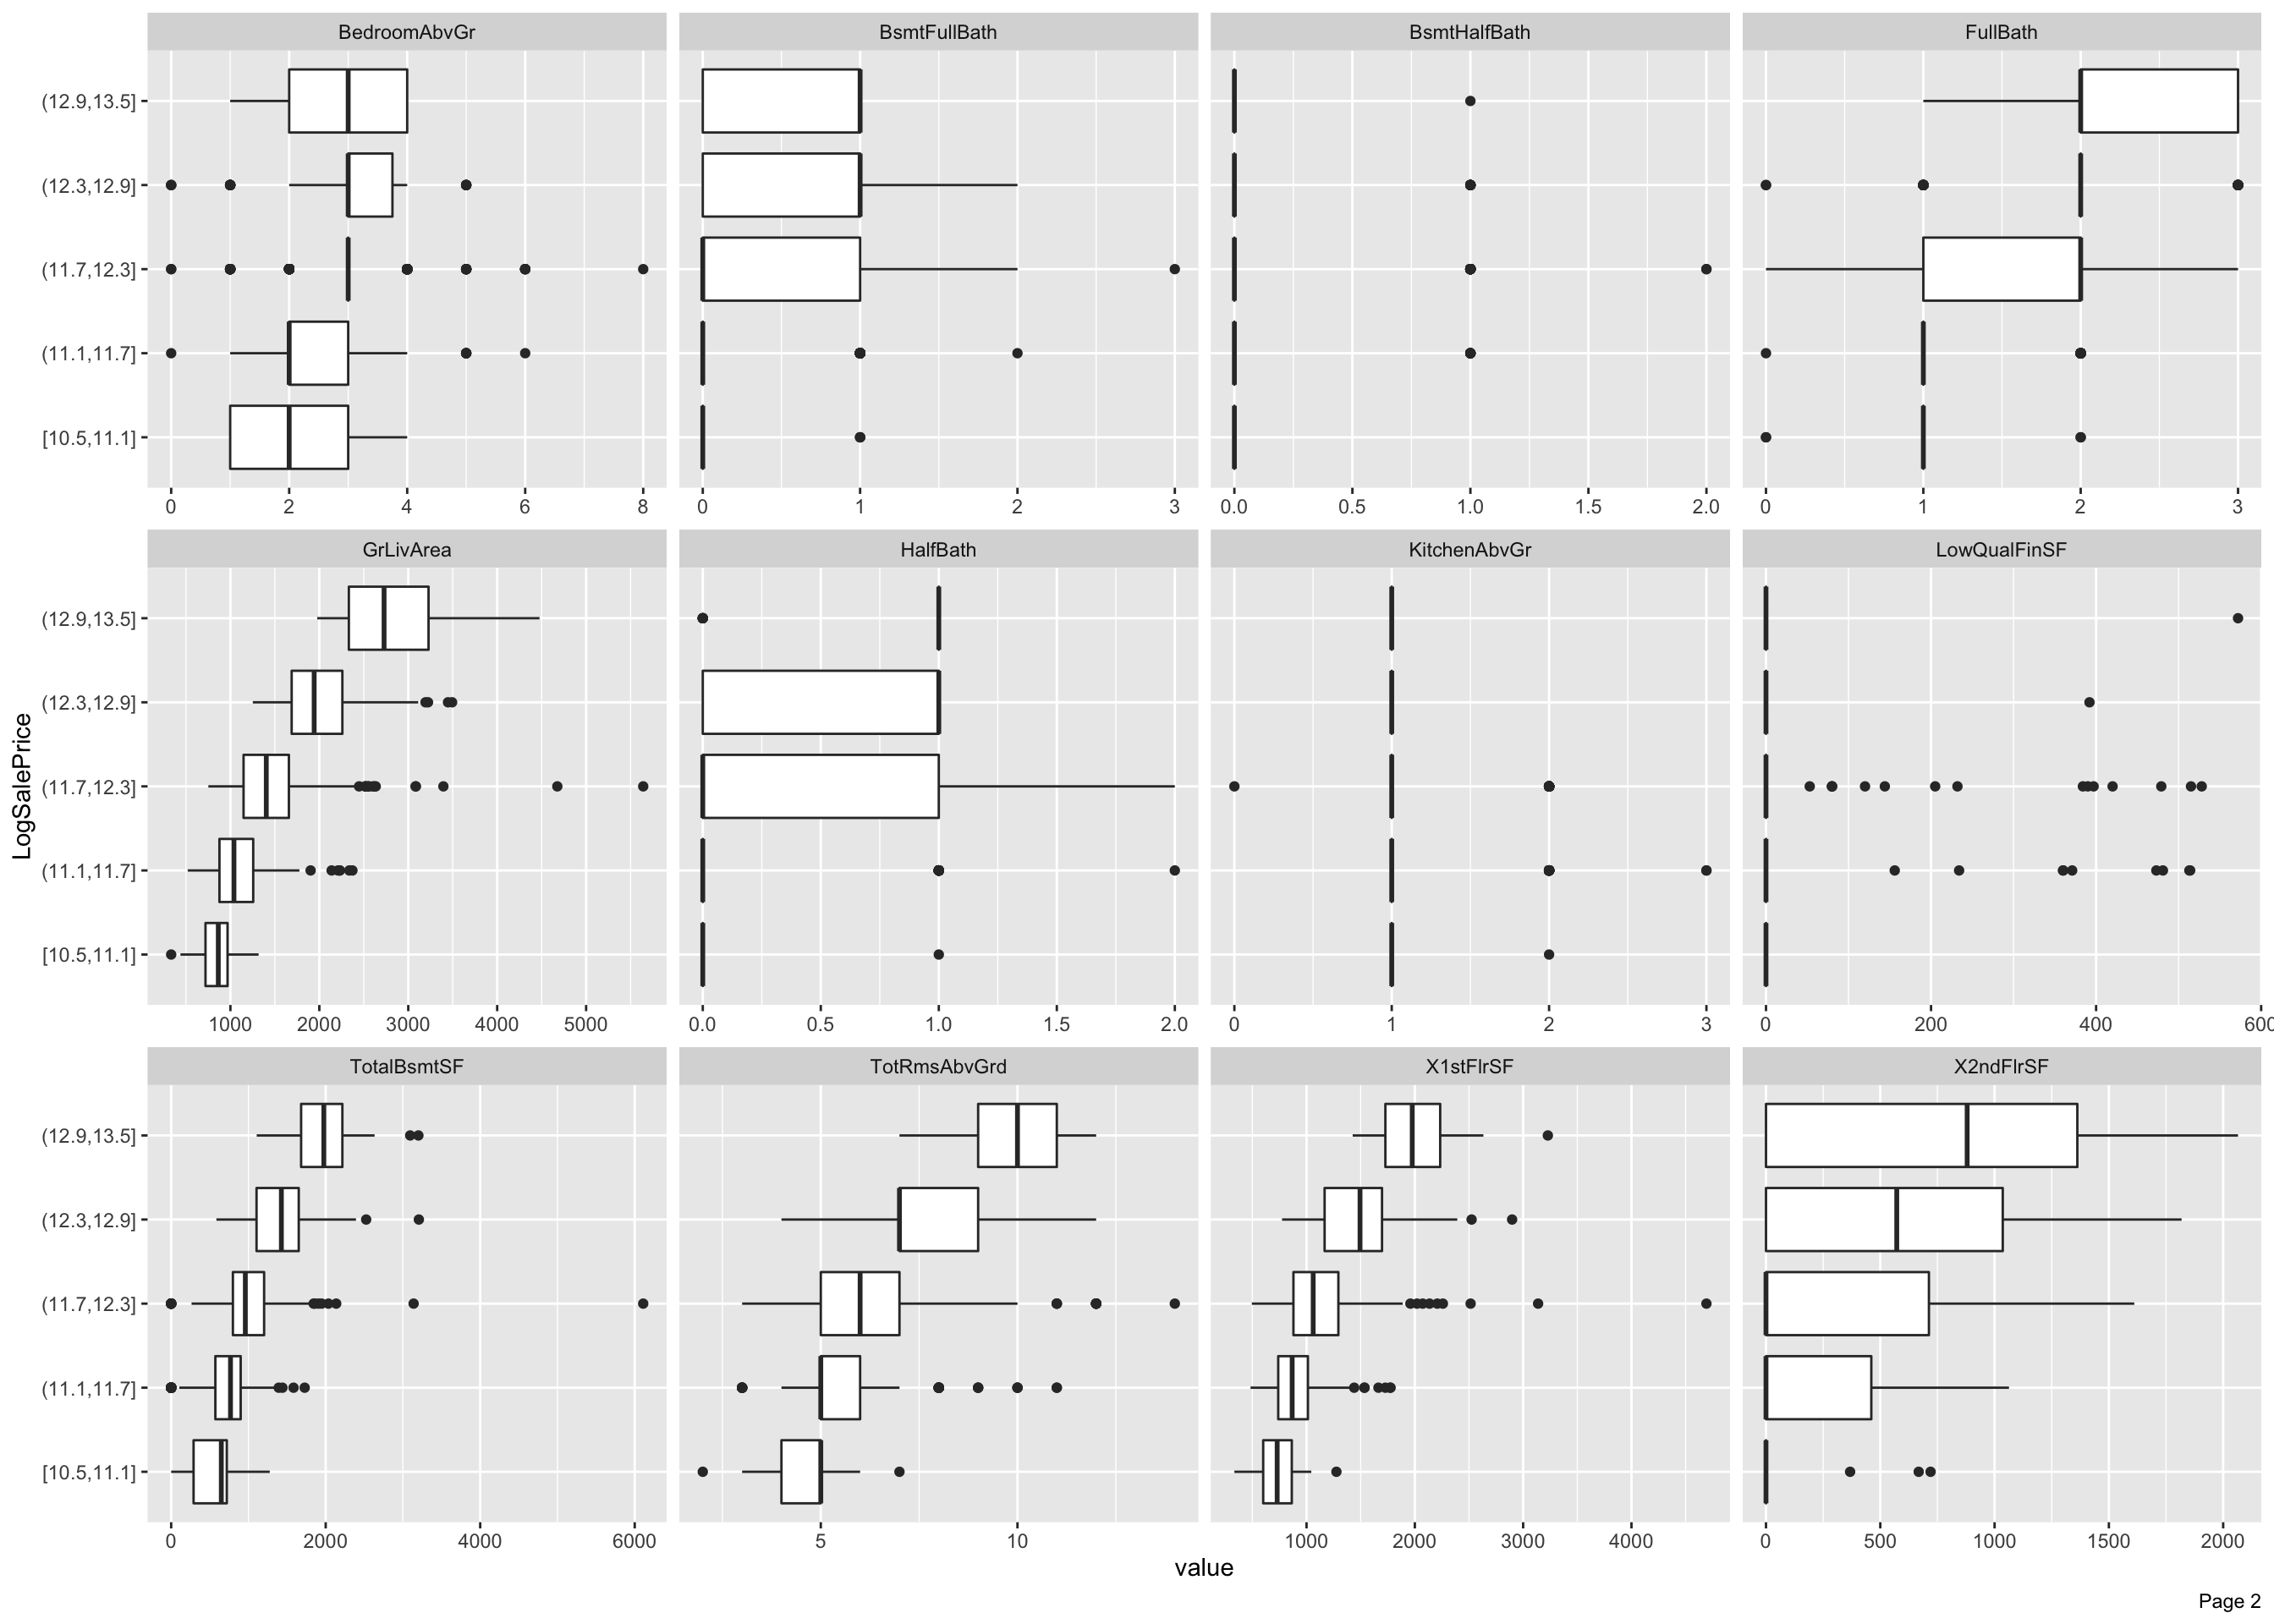 BedroomAbvGr BsmtFullBath BsmtHalfBath FullBath
(12.9,13.5]
(12.3,12.9]
(11.7,12.3]
(11.1,11.7]
[10.5,11.1]
0 2 4 6 8 0 1 2 3 0.0 0.5 1.0 1.5 2.0 0 1 2 3
GrLivArea HalfBath KitchenAbvGr LowQualFinSF
(12.9,13.5]
(12.3,12.9]
(11.7,12.3]
(11.1,11.7]
[10.5,11.1]
1000 2000 3000 4000 5000 0.0 0.5 1.0 1.5 2.0 0 1 2 3 0 200 400 600
LogSalePrice
TotalBsmtSF TotRmsAbvGrd X1stFlrSF X2ndFlrSF
(12.9,13.5]
(12.3,12.9]
(11.7,12.3]
(11.1,11.7]
[10.5,11.1]
0 2000 4000 6000 5 10 1000 2000 3000 4000 0 500 1000 1500 2000
value
Page 2